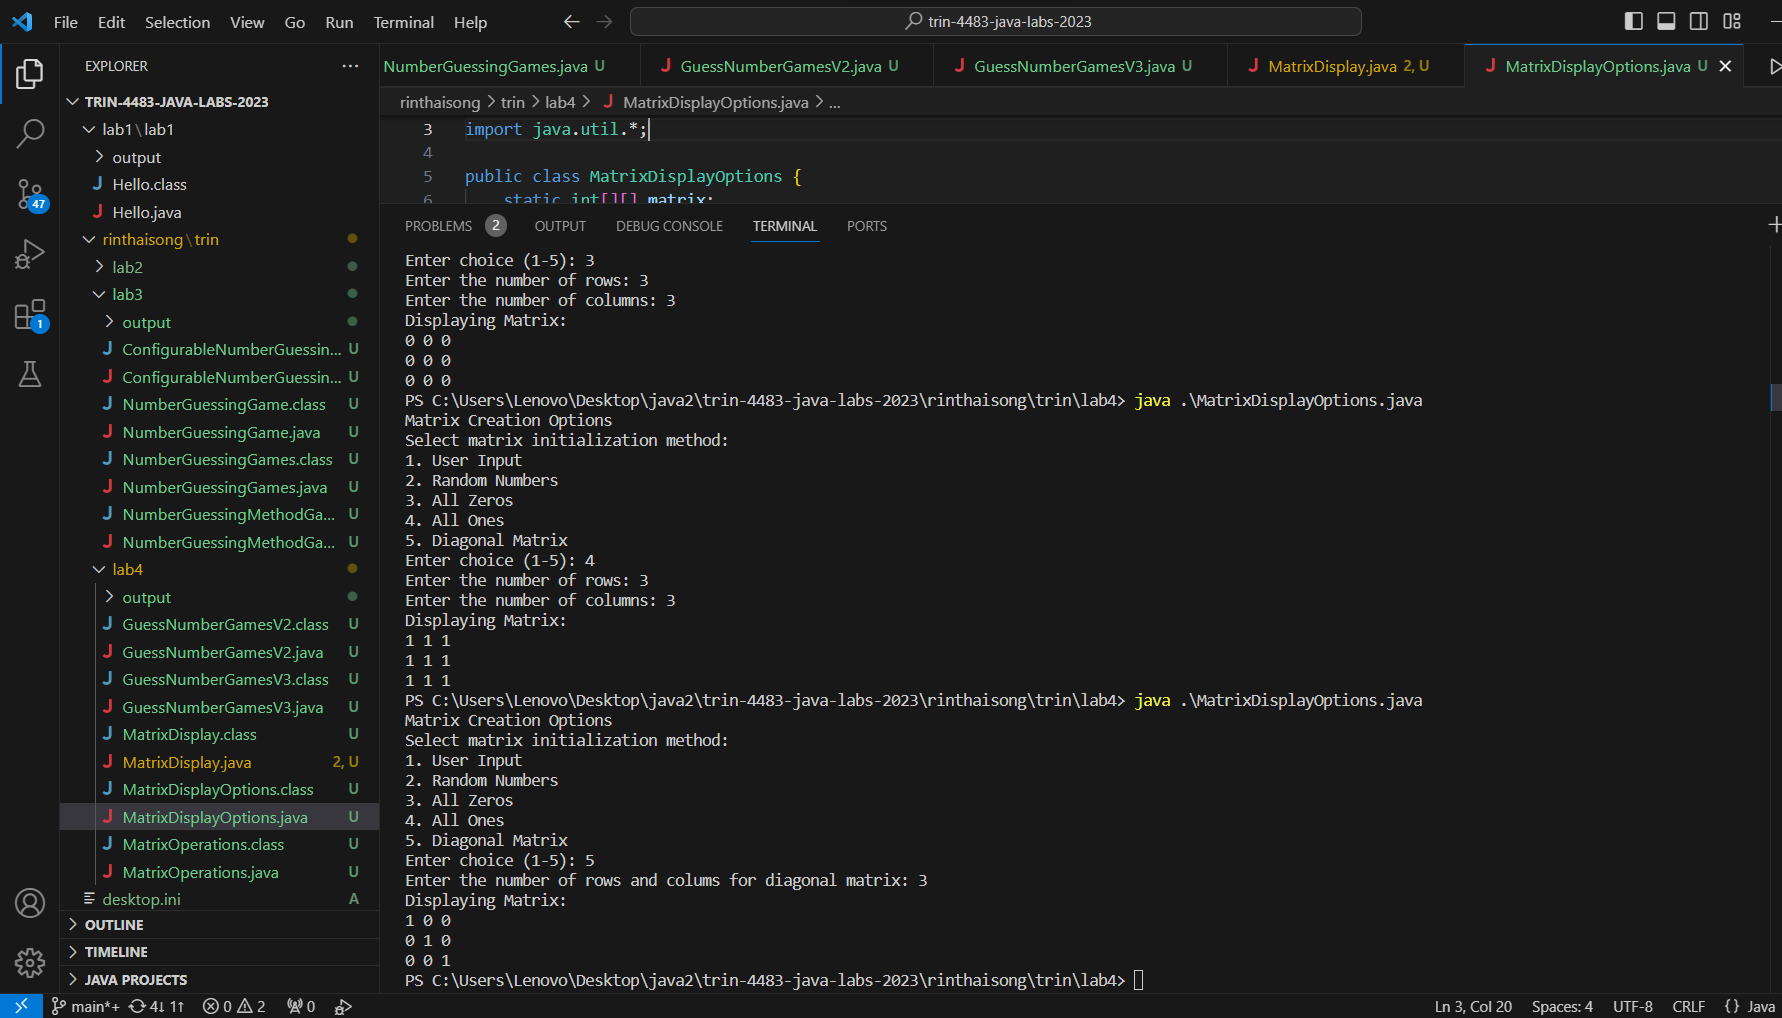 File Edit Selection View Go Run Terminal Help
trin-4483-java-labs-2023
EXPLORER
TRIN-4483-JAVA-LABS-2023
lab1\lab1
output
J Hello.class
J Hello.java
rinthaisong\trin
lab2
lab3
output
J ConfigurableNumberGuessin... U
J ConfigurableNumberGuessin... U
J NumberGuessingGame.class U
J NumberGuessingGame.java U
J NumberGuessingGames.class U
J NumberGuessingGames.java U
J NumberGuessingMethodGa... U
J NumberGuessingMethodGa... U
lab4
output
J GuessNumberGamesV2.class U
J GuessNumberGamesV2.java U
J GuessNumberGamesV3.class U
J GuessNumberGamesV3.java U
J MatrixDisplay.class U
J MatrixDisplay.java 2, U
J MatrixDisplayOptions.class U
J MatrixDisplayOptions.java U
J MatrixOperations.class U
J MatrixOperations.java U
desktop.ini A
OUTLINE
TIMELINE
JAVA PROJECTS
47
1
NumberGuessingGames.java U J GuessNumberGamesV2.java U J GuessNumberGamesV3.java U J MatrixDisplay.java 2, U J MatrixDisplayOptions.java U
rinthaisong > trin > lab4 > J MatrixDisplayOptions.java > ...
3 import java.util.*;
4
5 public class MatrixDisplayOptions {
6 static int[][] matrix;
PROBLEMS 2 OUTPUT DEBUG CONSOLE TERMINAL PORTS
Enter choice (1-5): 3
Enter the number of rows: 3
Enter the number of columns: 3
Displaying Matrix:
0 0 0
0 0 0
0 0 0
PS C:\Users\Lenovo\Desktop\java2\trin-4483-java-labs-2023\rinthaisong\trin\lab4> java .\MatrixDisplayOptions.java
Matrix Creation Options
Select matrix initialization method:
1. User Input
2. Random Numbers
3. All Zeros
4. All Ones
5. Diagonal Matrix
Enter choice (1-5): 4
Enter the number of rows: 3
Enter the number of columns: 3
Displaying Matrix:
1 1 1
1 1 1
1 1 1
PS C:\Users\Lenovo\Desktop\java2\trin-4483-java-labs-2023\rinthaisong\trin\lab4> java .\MatrixDisplayOptions.java
Matrix Creation Options
Select matrix initialization method:
1. User Input
2. Random Numbers
3. All Zeros
4. All Ones
5. Diagonal Matrix
Enter choice (1-5): 5
Enter the number of rows and colums for diagonal matrix: 3
Displaying Matrix:
1 0 0
0 1 0
0 0 1
PS C:\Users\Lenovo\Desktop\java2\trin-4483-java-labs-2023\rinthaisong\trin\lab4>
main*+ 4↓ 1↑ 0 2 0 Ln 3, Col 20 Spaces: 4 UTF-8 CRLF {} Java